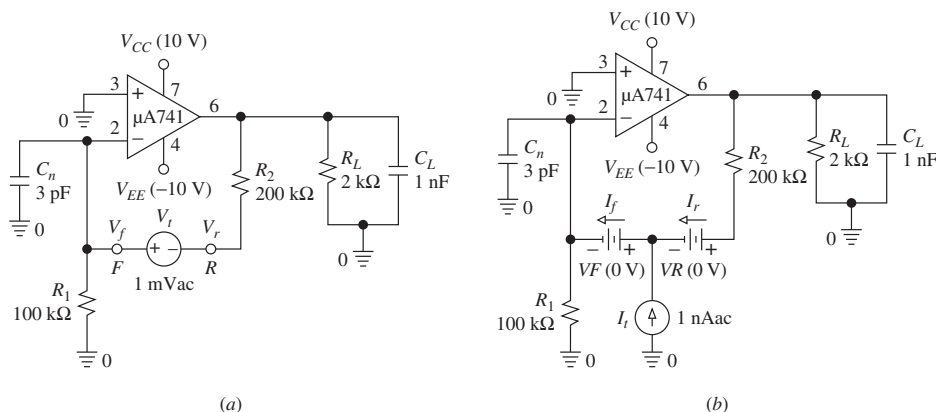 V_CC (10 V)
3
+
7
μA741
6
0
2
−
4
C_n
3 pF
0
V_EE (−10 V)
R_2
200 kΩ
R_L
2 kΩ
C_L
1 nF
0
V_f
V_t
V_r
+ −
F
R
1 mVac
R_1
100 kΩ
0
(a)
V_CC (10 V)
3
+
7
μA741
6
0
2
−
4
C_n
3 pF
0
V_EE (−10 V)
R_2
200 kΩ
R_L
2 kΩ
C_L
1 nF
0
I_f
I_r
− +
− +
VF (0 V)
VR (0 V)
R_1
100 kΩ
I_t
1 nAac
0
0
(b)